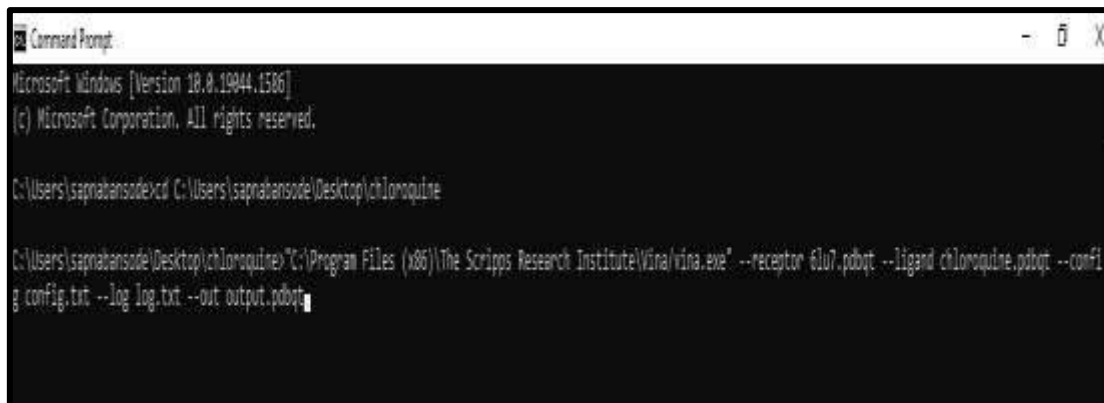 Command Prompt
Microsoft Windows [Version 10.0.19044.1586]
(c) Microsoft Corporation. All rights reserved.
C:\Users\sapnabansode>cd C:\Users\sapnabansode\Desktop\chloroquine
C:\Users\sapnabansode\Desktop\chloroquine>"C:\Program Files (x86)\The Scripps Research Institute\Vina/vina.exe" --receptor 6lu7.pdbqt --ligand chloroquine.pdbqt --confi
g config.txt --log log.txt --out output.pdbqt